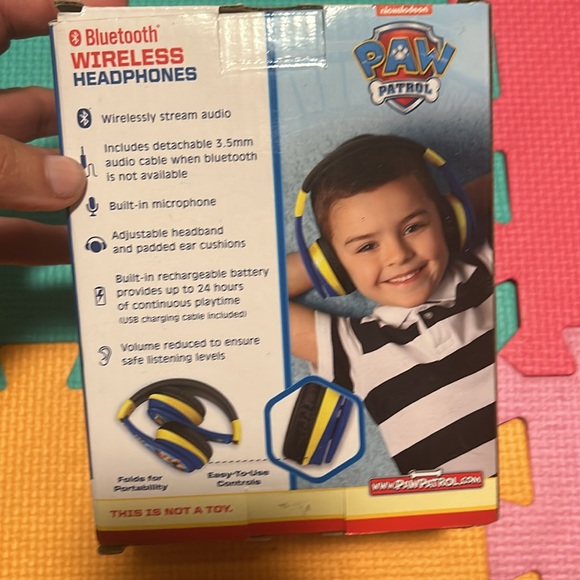 Bluetooth®
WIRELESS
HEADPHONES
Wirelessly stream audio
Includes detachable 3.5mm
audio cable when bluetooth
is not available
Built-in microphone
Adjustable headband
and padded ear cushions
Built-in rechargeable battery
provides up to 24 hours
of continuous playtime
(USB charging cable included)
Volume reduced to ensure
safe listening levels
Folds for
Portability
Easy-To-Use
Controls
THIS IS NOT A TOY.
nickelodeon
PAW
PATROL
WWW.PAWPATROL.COM